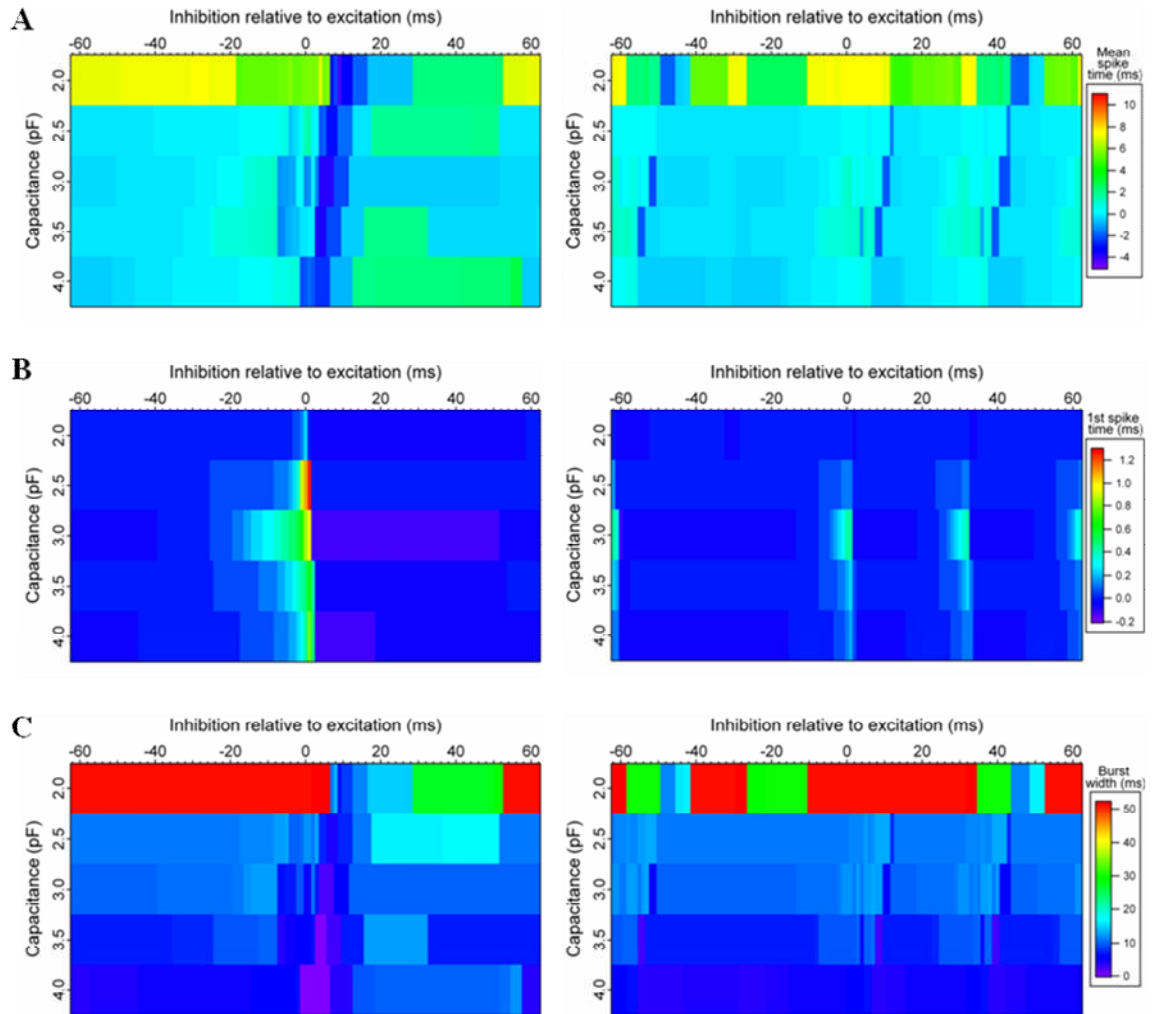 A
Inhibition relative to excitation (ms)
-60 -40 -20 0 20 40 60
Capacitance (pF)
2.0
2.5
3.0
3.5
4.0
Inhibition relative to excitation (ms)
-60 -40 -20 0 20 40 60
Capacitance (pF)
2.0
2.5
3.0
3.5
4.0
Mean
spike
time (ms)
10
8
6
4
2
0
-2
-4
B
Inhibition relative to excitation (ms)
-60 -40 -20 0 20 40 60
Capacitance (pF)
2.0
2.5
3.0
3.5
4.0
Inhibition relative to excitation (ms)
-60 -40 -20 0 20 40 60
Capacitance (pF)
2.0
2.5
3.0
3.5
4.0
1st spike
time (ms)
1.2
1.0
0.8
0.6
0.4
0.2
0.0
-0.2
C
Inhibition relative to excitation (ms)
-60 -40 -20 0 20 40 60
Capacitance (pF)
2.0
2.5
3.0
3.5
4.0
Inhibition relative to excitation (ms)
-60 -40 -20 0 20 40 60
Capacitance (pF)
2.0
2.5
3.0
3.5
4.0
Burst
width (ms)
50
40
30
20
10
0